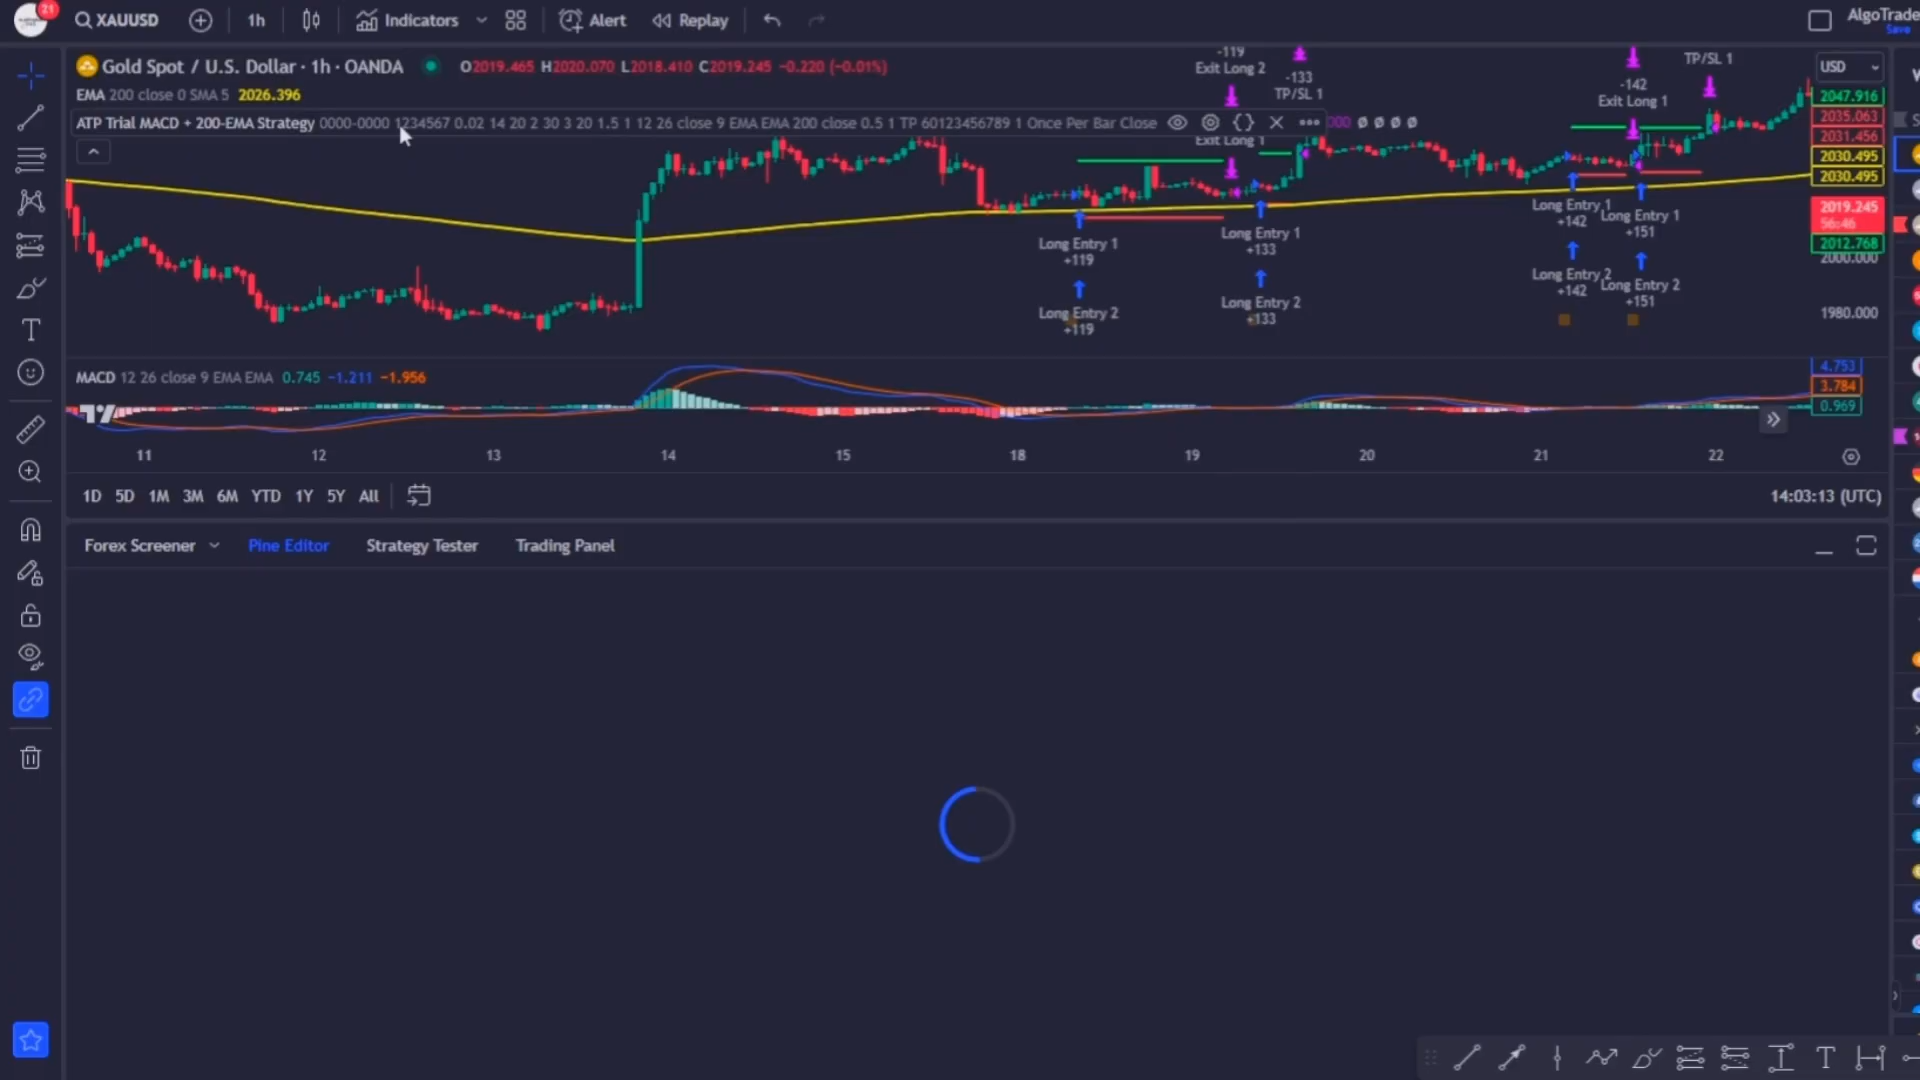 21
XAUUSD
1h
Indicators
Alert
Replay
AlgoTrade
Save
Gold Spot / U.S. Dollar · 1h · OANDA
O2019.465 H2020.070 L2018.410 C2019.245 −0.220 (−0.01%)
EMA 200 close 0 SMA 5 2026.396
ATP Trial MACD + 200-EMA Strategy 0000-0000 1234567 0.02 14 20 2 30 3 20 1.5 1 12 26 close 9 EMA EMA 200 close 0.5 1 TP 60123456789 1 Once Per Bar Close
Ø Ø Ø Ø
-119
Exit Long 2
-133
TP/SL 1
Exit Long 1
-142
Exit Long 1
TP/SL 1
Long Entry 1
+119
Long Entry 2
+119
Long Entry 1
+133
Long Entry 2
+133
Long Entry 1
+142
Long Entry 2
+142
Long Entry 1
+151
Long Entry 2
+151
USD
2047.916
2035.063
2031.456
2030.495
2030.495
2019.245
56:46
2012.768
2000.000
1980.000
MACD 12 26 close 9 EMA EMA 0.745 −1.211 −1.956
4.753
3.784
0.969
11 12 13 14 15 18 19 20 21 22
1D 5D 1M 3M 6M YTD 1Y 5Y All
14:03:13 (UTC)
Forex Screener
Pine Editor
Strategy Tester
Trading Panel